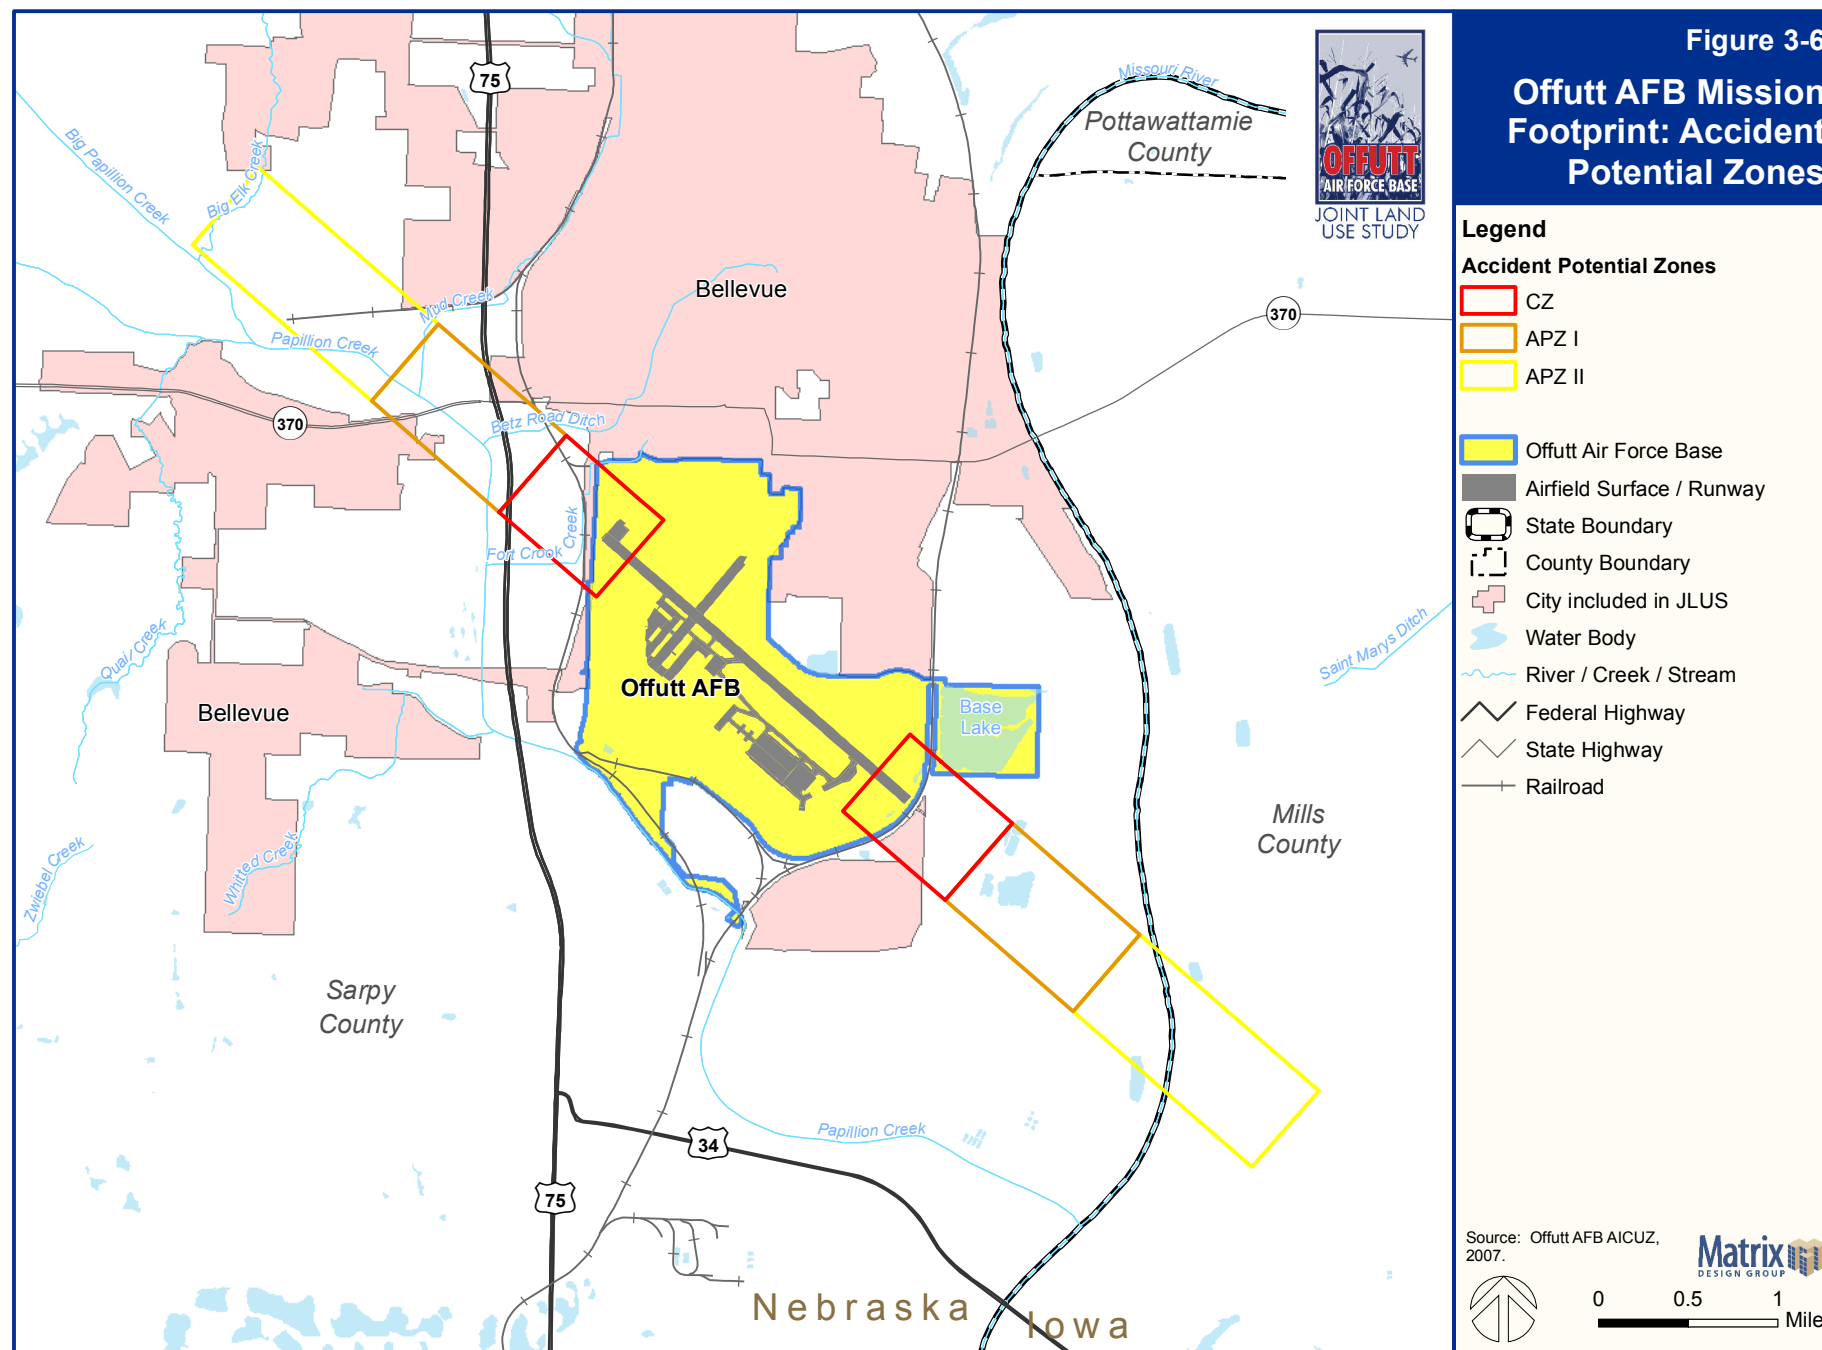 Figure 3-6
Offutt AFB Mission
Footprint: Accident
Potential Zones
OFFUTT
AIR FORCE BASE
JOINT LAND
USE STUDY
Legend
Accident Potential Zones
CZ
APZ I
APZ II
Offutt Air Force Base
Airfield Surface / Runway
State Boundary
County Boundary
City included in JLUS
Water Body
River / Creek / Stream
Federal Highway
State Highway
Railroad
Source: Offutt AFB AICUZ,
2007.
Matrix
DESIGN GROUP
0 0.5 1
Mile
75
Missouri River
Pottawattamie
County
Big Papillion Creek
Big Elk Creek
Bellevue
Mud Creek
370
Papillion Creek
370
Betz Road Ditch
Fort Crook Creek
Quail Creek
Saint Marys Ditch
Offutt AFB
Base
Lake
Bellevue
Mills
County
Zwiebel Creek
Whitted Creek
Sarpy
County
Papillion Creek
34
75
Nebraska
Iowa